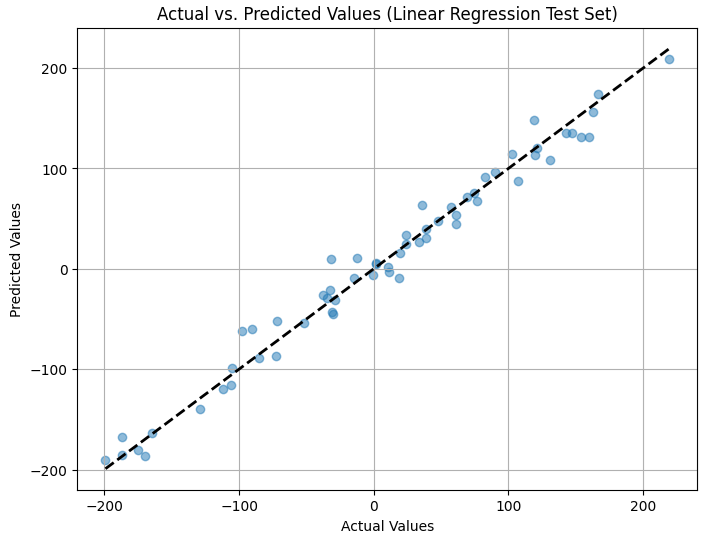 Actual vs. Predicted Values (Linear Regression Test Set)
Predicted Values
200
100
0
−100
−200
−200 −100 0 100 200
Actual Values